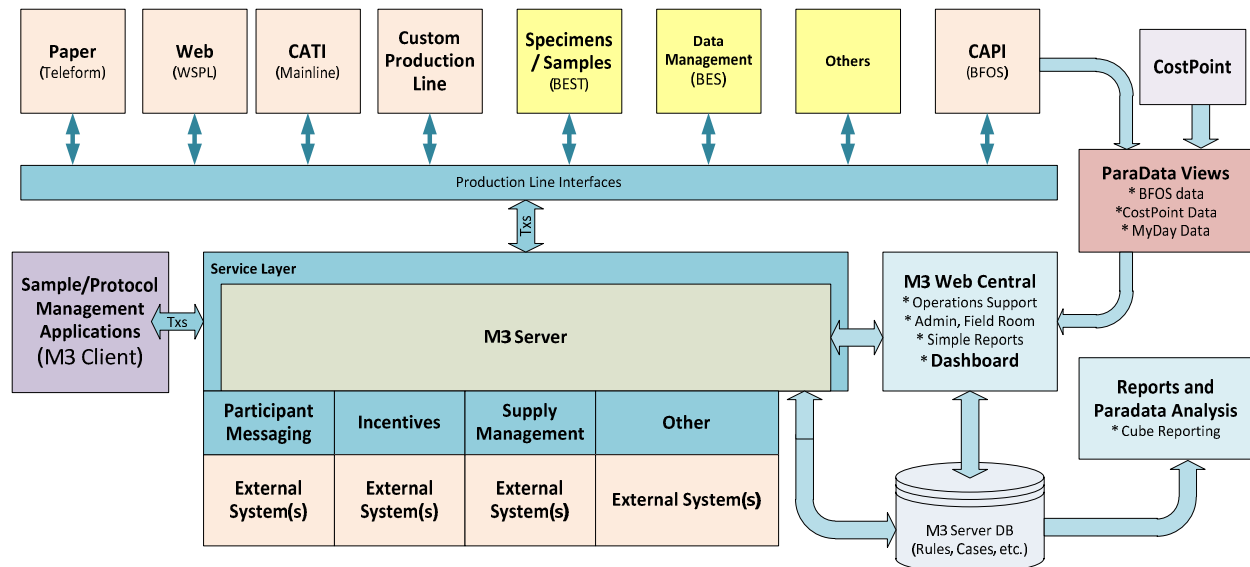 Paper
(Teleform)
Web
(WSPL)
CATI
(Mainline)
Custom
Production
Line
Specimens
/ Samples
(BEST)
Data
Management
(BES)
Others
CAPI
(BFOS)
CostPoint
Production Line Interfaces
ParaData Views
* BFOS data
*CostPoint Data
* MyDay Data
Txs
Sample/Protocol
Management
Applications
(M3 Client)
Txs
Service Layer
M3 Server
M3 Web Central
* Operations Support
* Admin, Field Room
* Simple Reports
* Dashboard
Reports and
Paradata Analysis
* Cube Reporting
Participant
Messaging
Incentives
Supply
Management
Other
External
System(s)
External
System(s)
External
System(s)
External System(s)
M3 Server DB
(Rules, Cases, etc.)